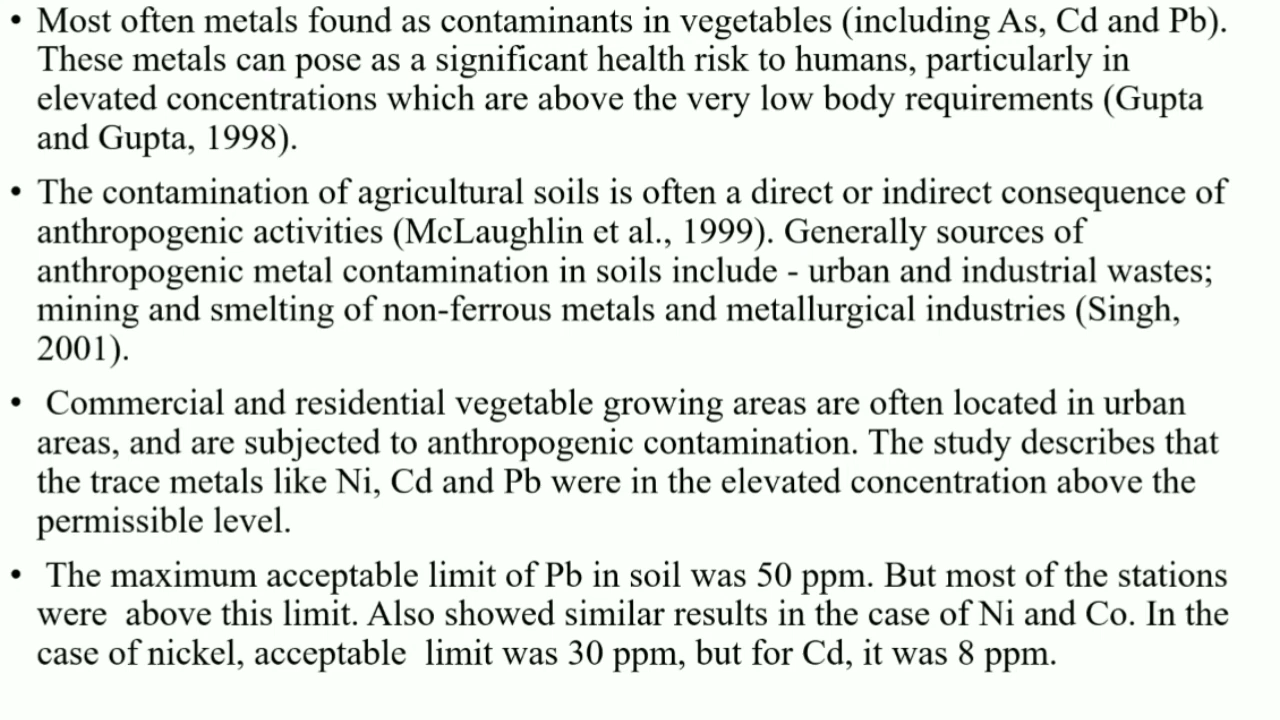 • Most often metals found as contaminants in vegetables (including As, Cd and Pb).
These metals can pose as a significant health risk to humans, particularly in
elevated concentrations which are above the very low body requirements (Gupta
and Gupta, 1998).
• The contamination of agricultural soils is often a direct or indirect consequence of
anthropogenic activities (McLaughlin et al., 1999). Generally sources of
anthropogenic metal contamination in soils include - urban and industrial wastes;
mining and smelting of non-ferrous metals and metallurgical industries (Singh,
2001).
• Commercial and residential vegetable growing areas are often located in urban
areas, and are subjected to anthropogenic contamination. The study describes that
the trace metals like Ni, Cd and Pb were in the elevated concentration above the
permissible level.
• The maximum acceptable limit of Pb in soil was 50 ppm. But most of the stations
were above this limit. Also showed similar results in the case of Ni and Co. In the
case of nickel, acceptable limit was 30 ppm, but for Cd, it was 8 ppm.